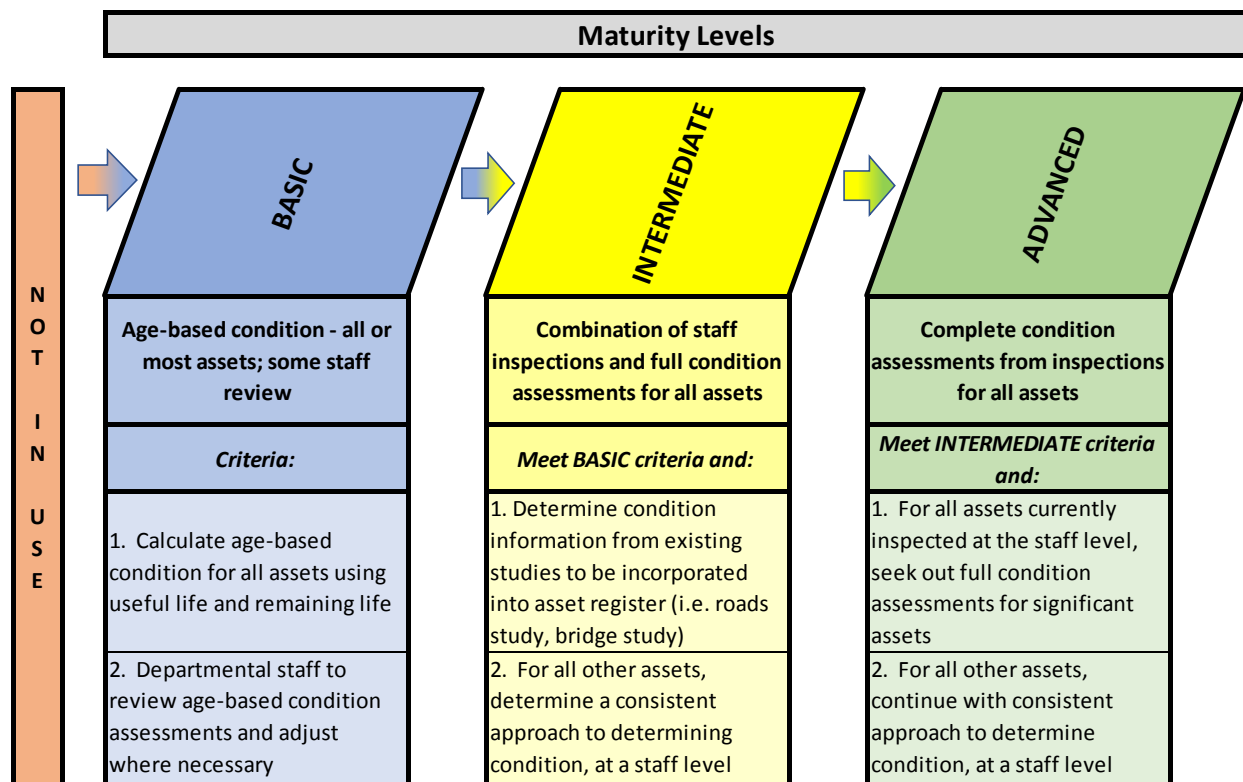 Maturity Levels
NOT IN USE
BASIC
Age-based condition - all or
most assets; some staff
review
Criteria:
1. Calculate age-based
condition for all assets using
useful life and remaining life
2. Departmental staff to
review age-based condition
assessments and adjust
where necessary
INTERMEDIATE
Combination of staff
inspections and full condition
assessments for all assets
Meet BASIC criteria and:
1. Determine condition
information from existing
studies to be incorporated
into asset register (i.e. roads
study, bridge study)
2. For all other assets,
determine a consistent
approach to determining
condition, at a staff level
ADVANCED
Complete condition
assessments from inspections
for all assets
Meet INTERMEDIATE criteria
and:
1. For all assets currently
inspected at the staff level,
seek out full condition
assessments for significant
assets
2. For all other assets,
continue with consistent
approach to determine
condition, at a staff level